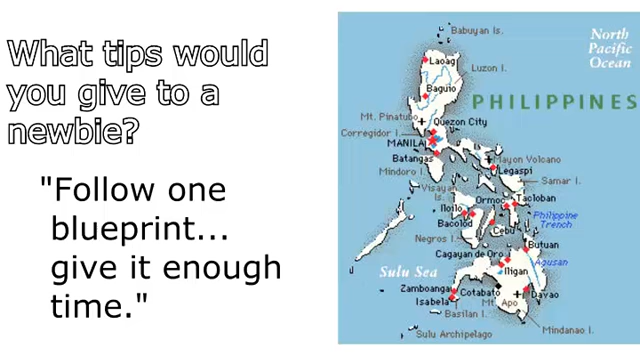 What tips would
you give to a
newbie?
"Follow one
blueprint...
give it enough
time."
Babuyan Is.
North
Pacific
Ocean
Laoag
Luzon I.
Baguio
PHILIPPINES
Mt. Pinatubo
Quezon City
Corregidor I.
MANILA
Batangas
Mayon Volcano
Legaspi
Mindoro I.
Samar I.
Visayan
Is.
Ormoc
Tacloban
Iloilo
Bacolod
Cebu
Philippine
Trench
Negros I.
Butuan
Cagayan de Oro
Agusan
Sulu Sea
Iligan
Zamboanga
Cotabato
Davao
Isabela
Mt. Apo
Basilan I.
Mindanao I.
Sulu Archipelago